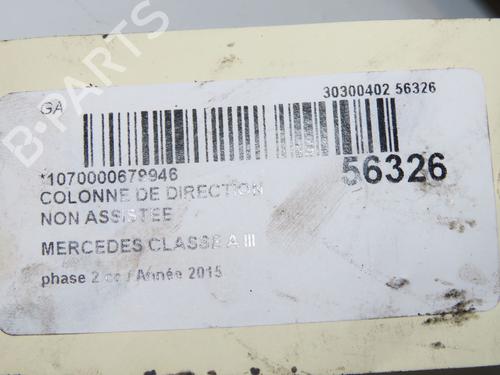 GA
30300402 56326
*1070000679946
56326
COLONNE DE DIRECTION
NON ASSISTEE
MERCEDES CLASSE A III
phase 2 / Année 2015
B-PARTS